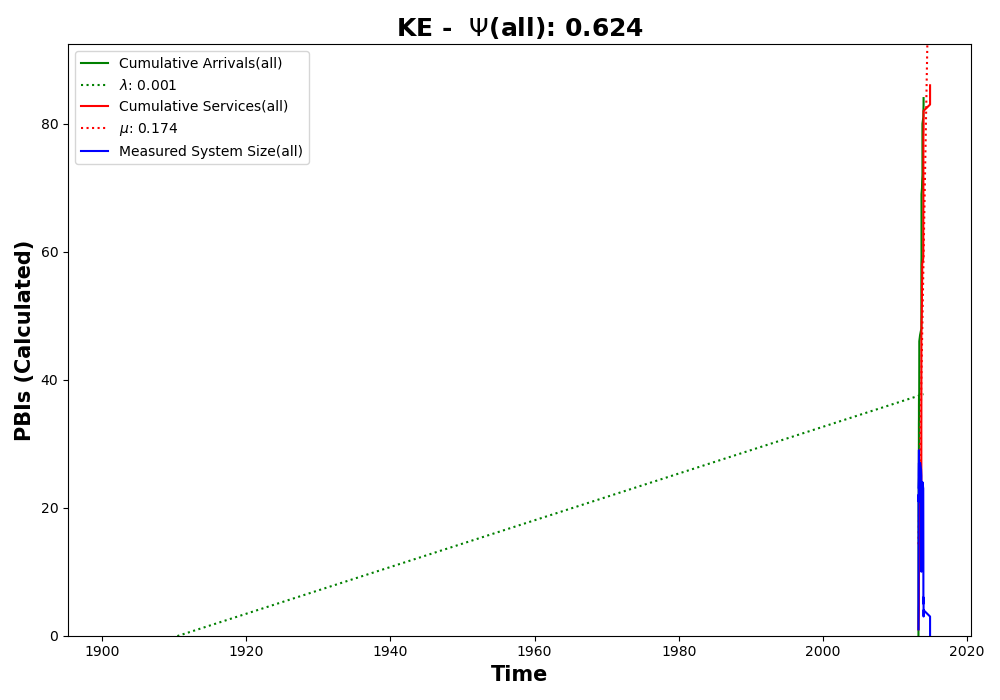 KE - Ψ(all): 0.624
Cumulative Arrivals(all)
λ: 0.001
Cumulative Services(all)
μ: 0.174
Measured System Size(all)
PBIs (Calculated)
80
60
40
20
0
1900 1920 1940 1960 1980 2000 2020
Time